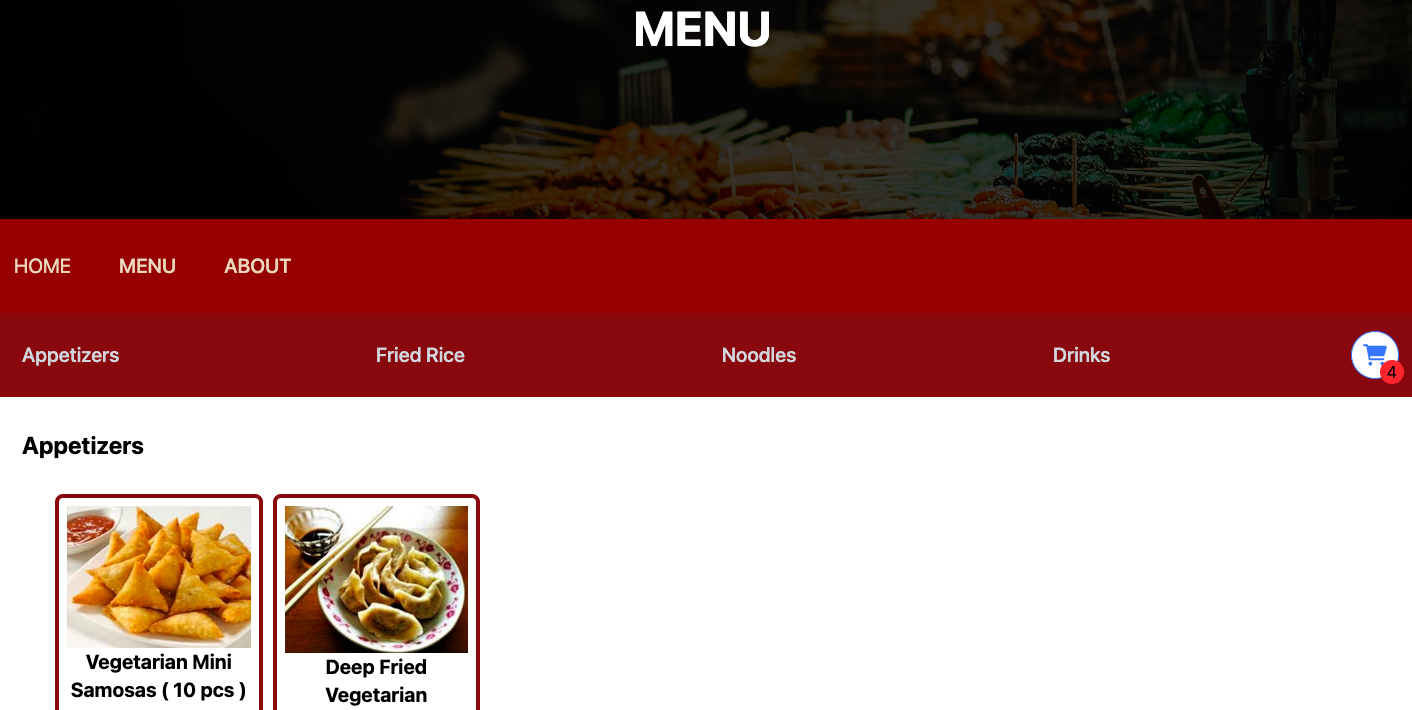 MENU
HOME MENU ABOUT
Appetizers Fried Rice Noodles Drinks
4
Appetizers
Vegetarian Mini
Samosas ( 10 pcs )
Deep Fried
Vegetarian